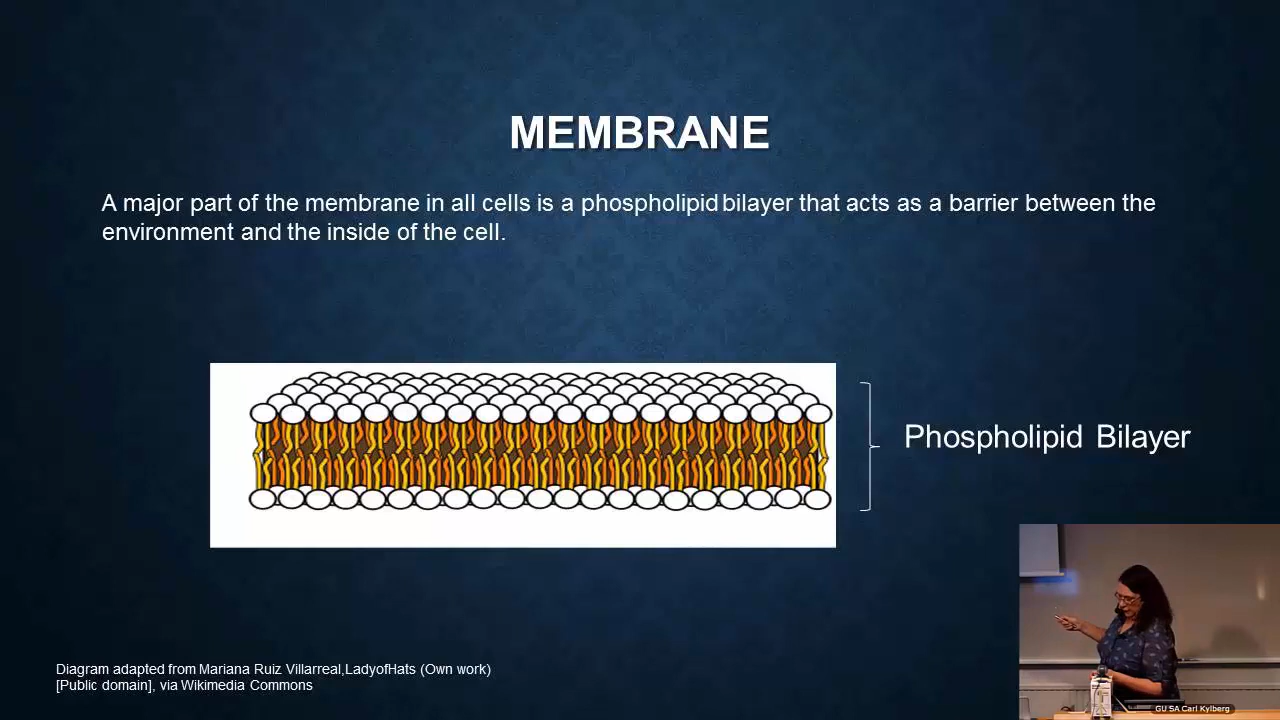 MEMBRANE
A major part of the membrane in all cells is a phospholipid bilayer that acts as a barrier between the
environment and the inside of the cell.
Phospholipid Bilayer
Diagram adapted from Mariana Ruiz Villarreal,LadyofHats (Own work)
[Public domain], via Wikimedia Commons
GU SA Carl Kylberg